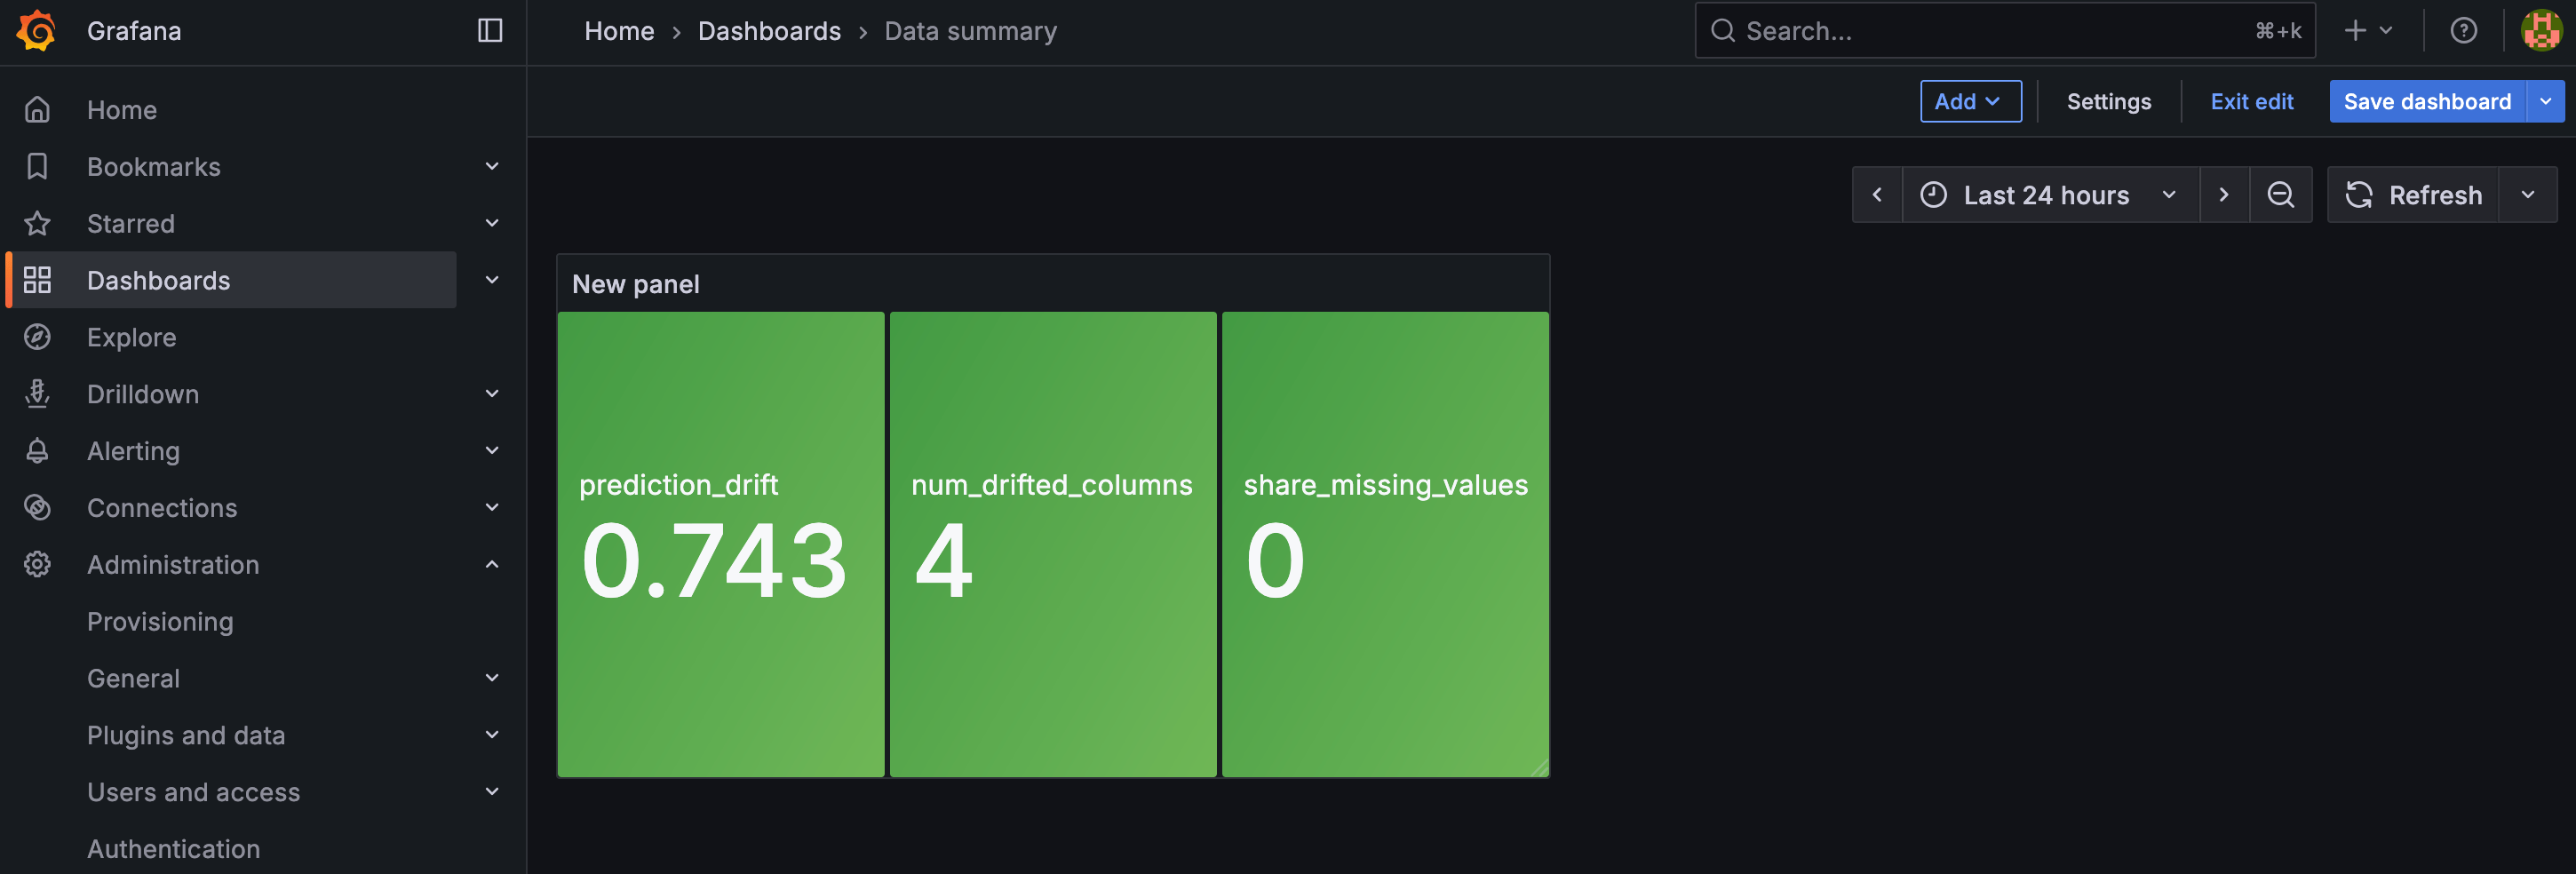 Grafana
Home › Dashboards › Data summary
Search... ⌘+k
Add Settings Exit edit Save dashboard
Last 24 hours Refresh
Home
Bookmarks
Starred
Dashboards
Explore
Drilldown
Alerting
Connections
Administration
Provisioning
General
Plugins and data
Users and access
Authentication
New panel
prediction_drift
0.743
num_drifted_columns
4
share_missing_values
0